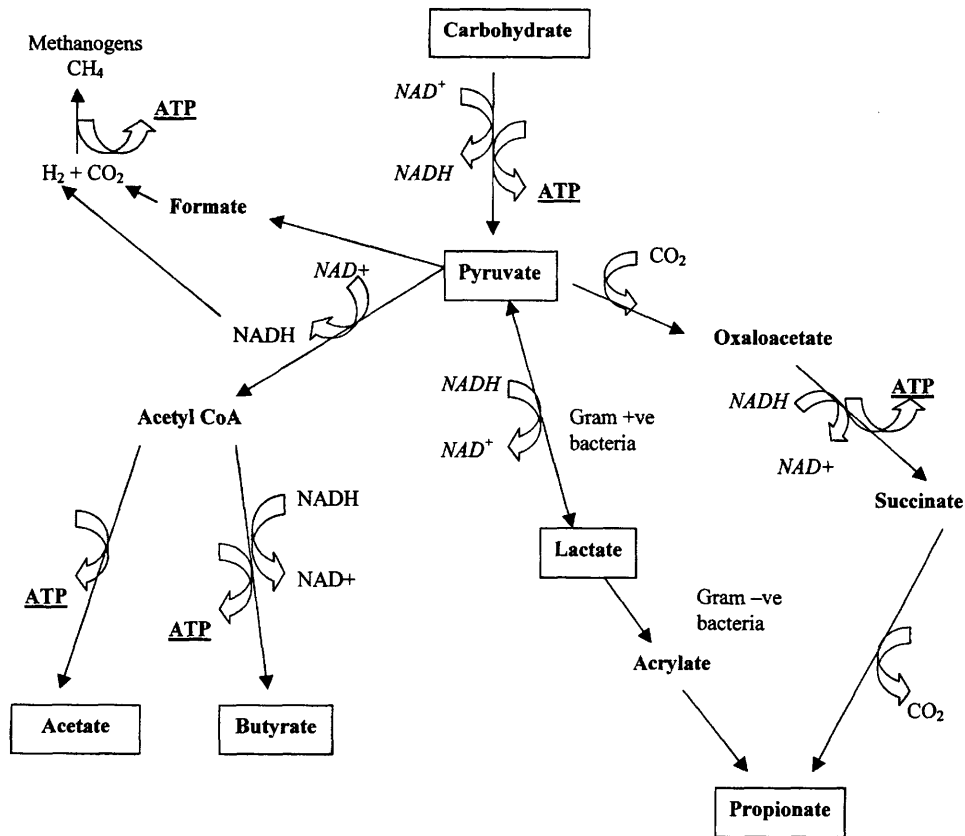 Carbohydrate
Methanogens
CH₄
NAD⁺
ATP
NADH
ATP
H₂ + CO₂
Formate
Pyruvate
CO₂
NAD+
NADH
Oxaloacetate
NADH
ATP
Acetyl CoA
Gram +ve
bacteria
NADH
NAD⁺
NAD+
Succinate
NADH
Lactate
NAD+
ATP
Gram –ve
bacteria
ATP
Acrylate
CO₂
Acetate
Butyrate
Propionate